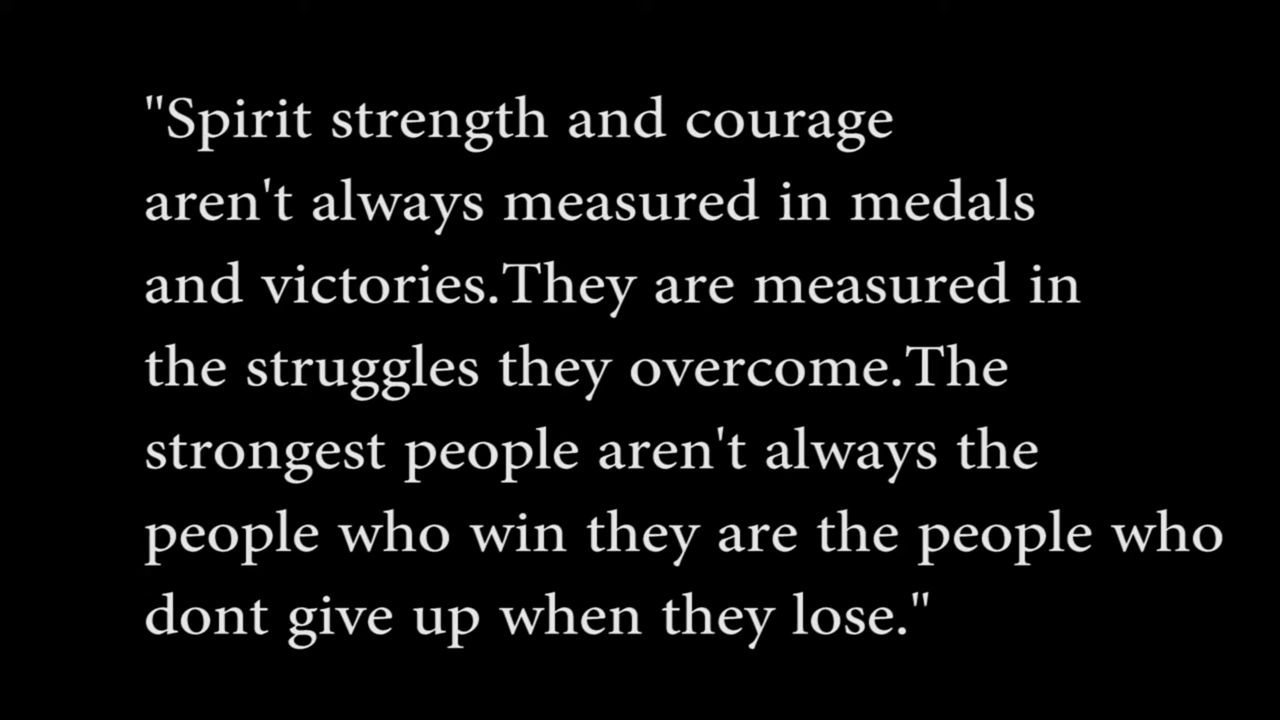 "Spirit strength and courage
aren't always measured in medals
and victories.They are measured in
the struggles they overcome.The
strongest people aren't always the
people who win they are the people who
dont give up when they lose."